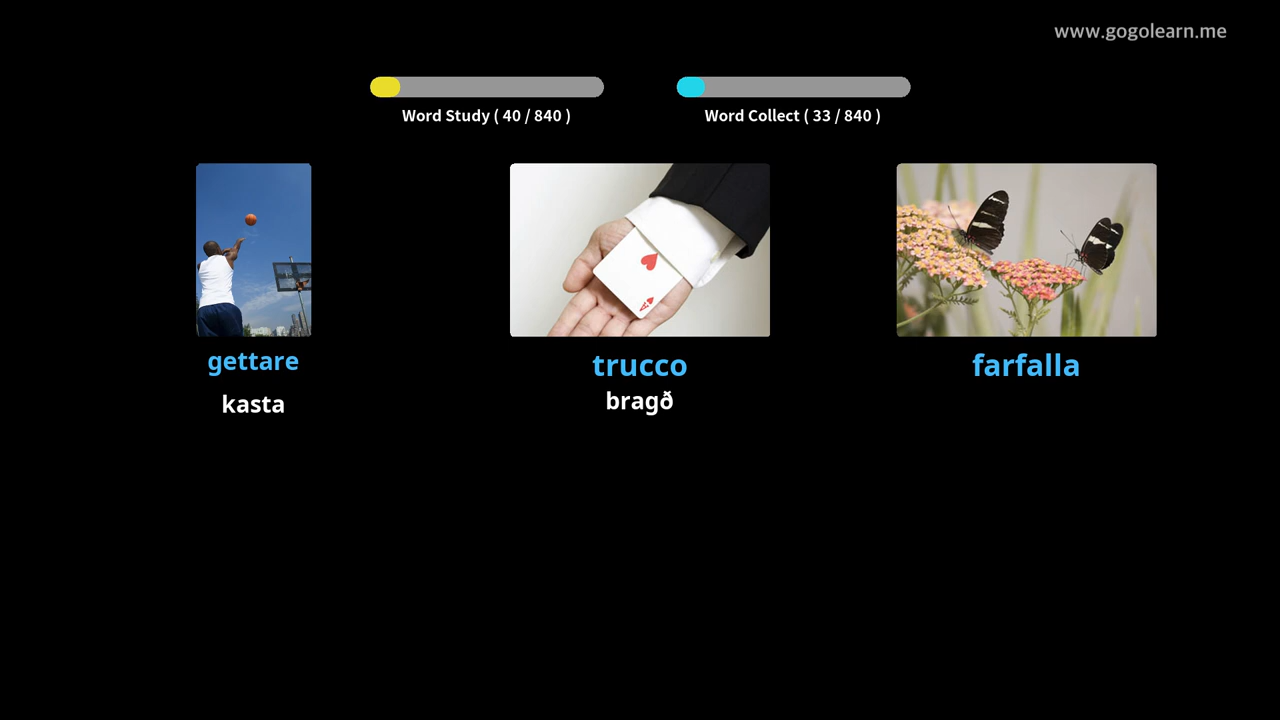 www.gogolearn.me
Word Study ( 40 / 840 )
Word Collect ( 33 / 840 )
gettare
trucco
farfalla
kasta
bragð